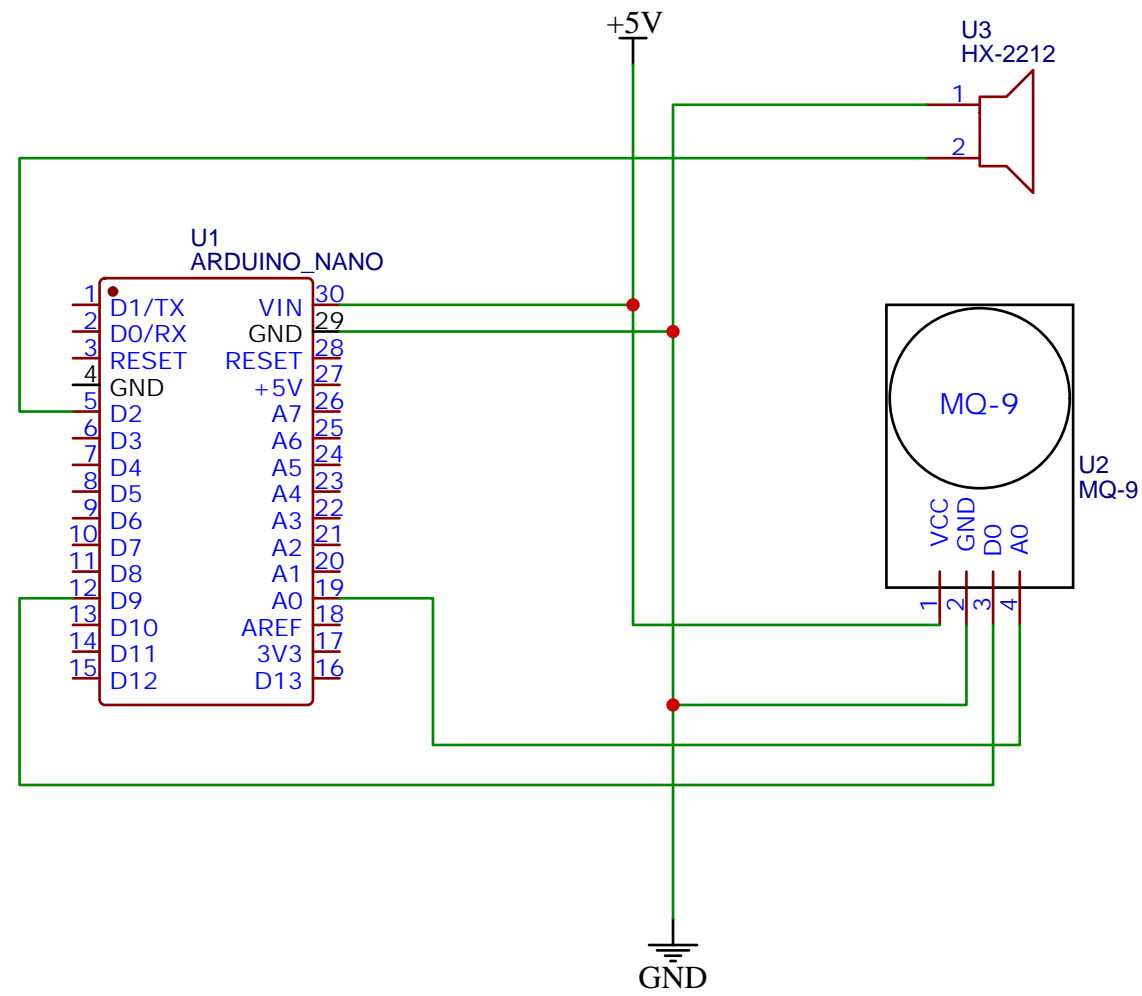 +5V
U3
HX-2212
1
2
U1
ARDUINO_NANO
1 D1/TX VIN 30
2 D0/RX GND 29
3 RESET RESET 28
4 GND +5V 27
5 D2 A7 26
6 D3 A6 25
7 D4 A5 24
8 D5 A4 23
9 D6 A3 22
10 D7 A2 21
11 D8 A1 20
12 D9 A0 19
13 D10 AREF 18
14 D11 3V3 17
15 D12 D13 16
MQ-9
U2
MQ-9
VCC
GND
D0
A0
1
2
3
4
GND